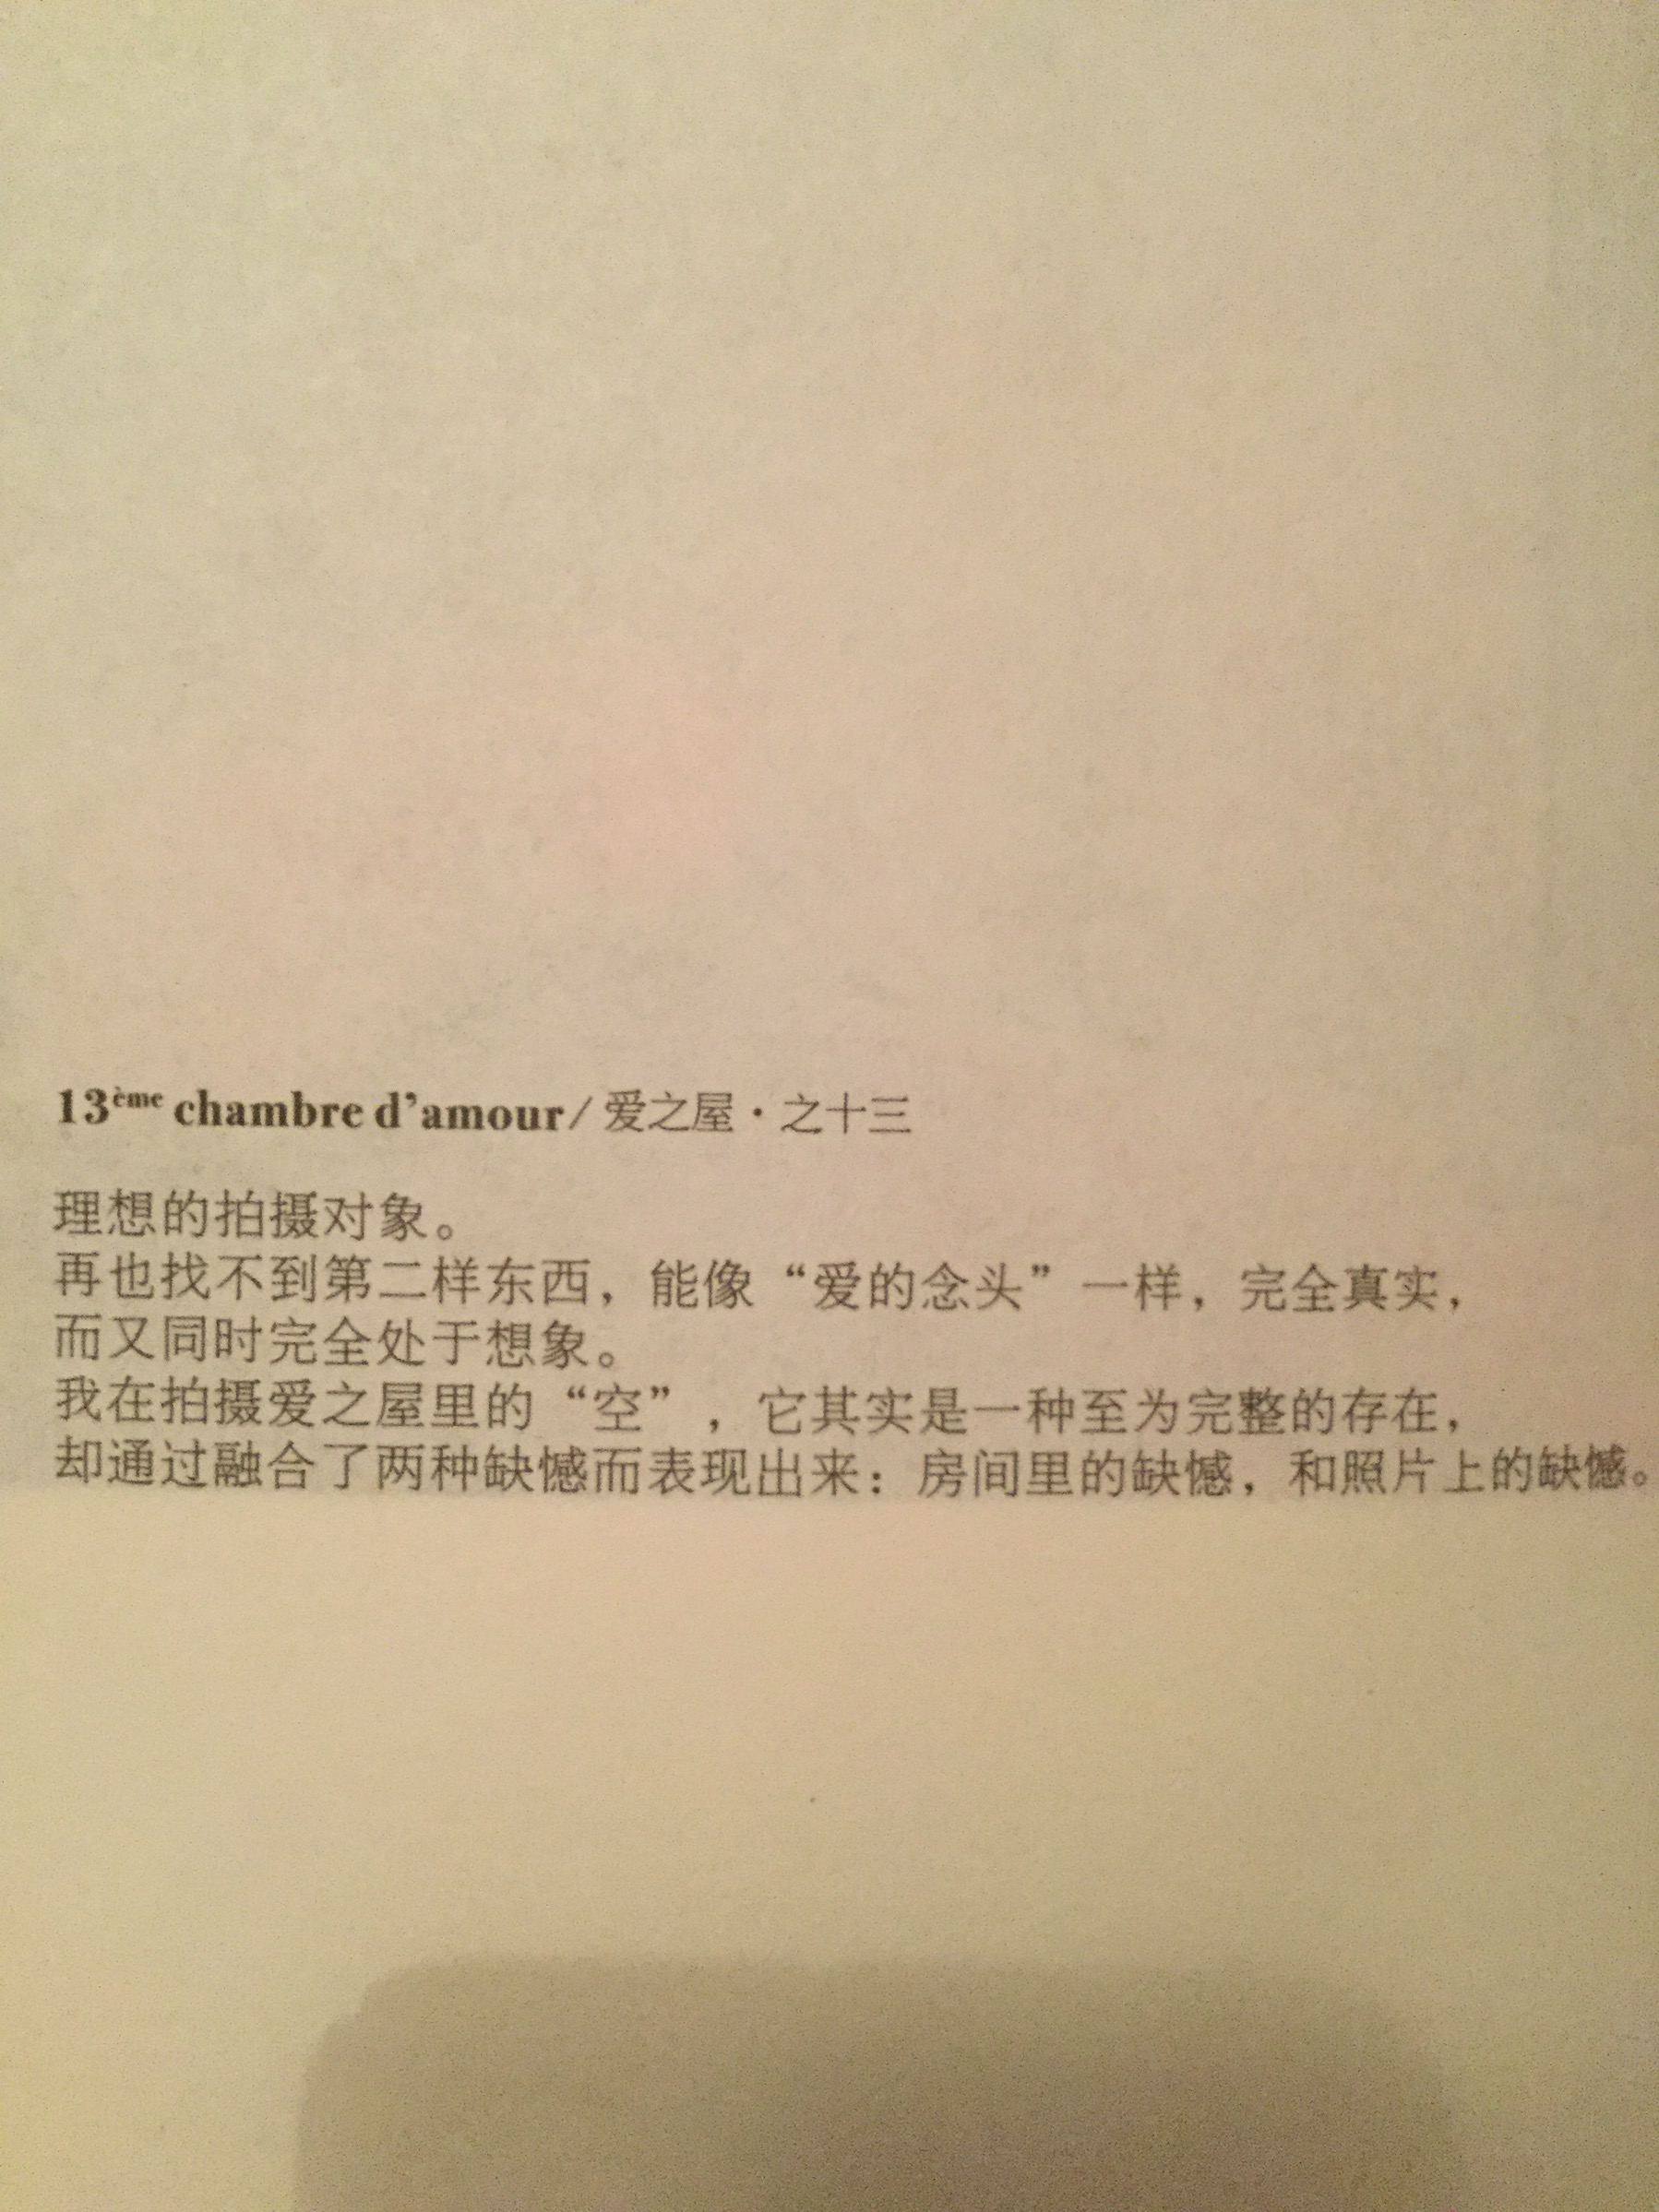 13ème chambre d’amour/ 爱之屋·之十三
理想的拍摄对象。
再也找不到第二样东西，能像“爱的念头”一样，完全真实，
而又同时完全处于想象。
我在拍摄爱之屋里的“空”，它其实是一种至为完整的存在，
却通过融合了两种缺憾而表现出来：房间里的缺憾，和照片上的缺憾。